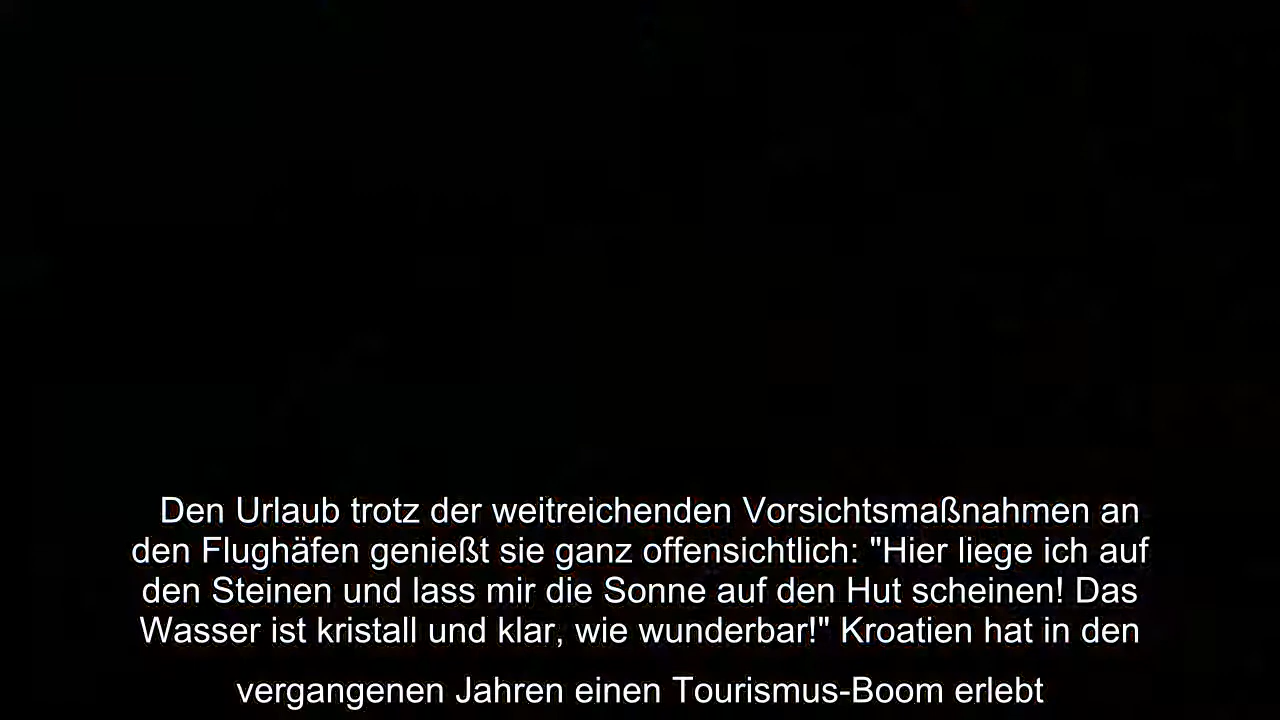 Den Urlaub trotz der weitreichenden Vorsichtsmaßnahmen an
den Flughäfen genießt sie ganz offensichtlich: "Hier liege ich auf
den Steinen und lass mir die Sonne auf den Hut scheinen! Das
Wasser ist kristall und klar, wie wunderbar!" Kroatien hat in den
vergangenen Jahren einen Tourismus-Boom erlebt